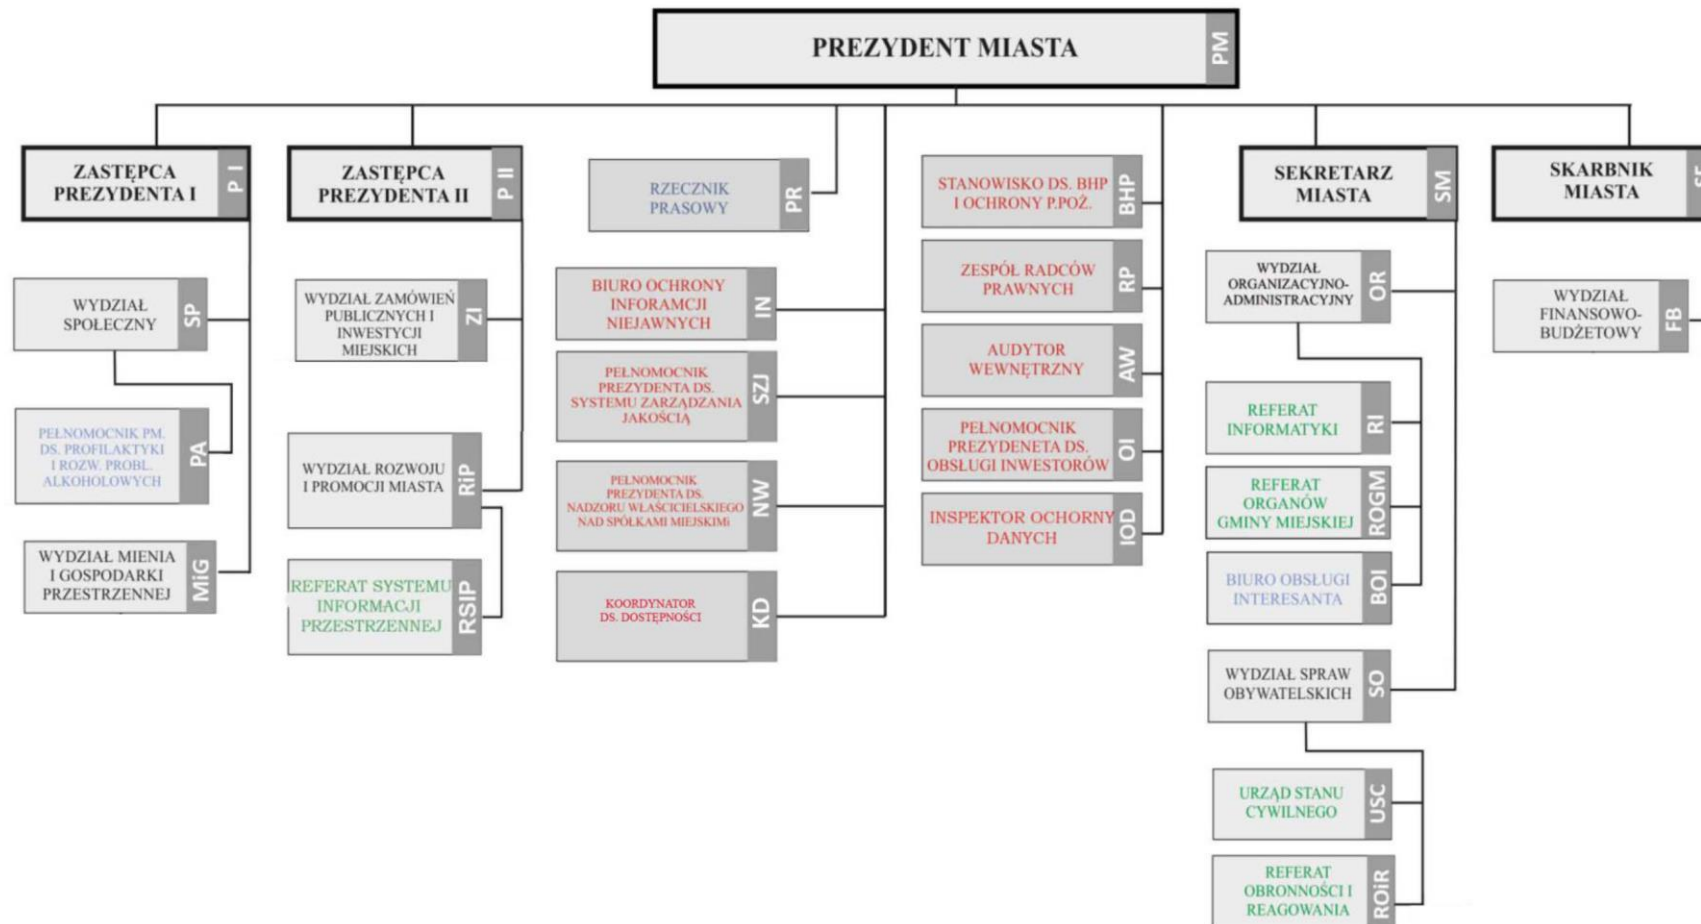 PREZYDENT MIASTA
PM
ZASTĘPCA
PREZYDENTA I
P I
ZASTĘPCA
PREZYDENTA II
P II
RZECZNIK
PRASOWY
PR
STANOWISKO DS. BHP
I OCHRONY P.POŻ.
BHP
SEKRETARZ
MIASTA
SM
SKARBNIK
MIASTA
WYDZIAŁ
SPOŁECZNY
SP
PEŁNOMOCNIK PM.
DS. PROFILAKTYKI
I ROZW. PROBL.
ALKOHOLOWYCH
PA
WYDZIAŁ MIENIA
I GOSPODARKI
PRZESTRZENNEJ
MiG
WYDZIAŁ ZAMÓWIEŃ
PUBLICZNYCH I
INWESTYCJI
MIEJSKICH
ZI
WYDZIAŁ ROZWOJU
I PROMOCJI MIASTA
RiP
REFERAT SYSTEMU
INFORMACJI
PRZESTRZENNEJ
RSIP
BIURO OCHRONY
INFORAMCJI
NIEJAWNYCH
IN
PEŁNOMOCNIK
PREZYDENTA DS.
SYSTEMU ZARZĄDZANIA
JAKOŚCIĄ
SZJ
PEŁNOMOCNIK
PREZYDENTA DS.
NADZORU WŁAŚCICIELSKIEGO
NAD SPÓŁKAMI MIEJSKIMi
NW
KOORDYNATOR
DS. DOSTĘPNOŚCI
KD
ZESPÓŁ RADCÓW
PRAWNYCH
RP
AUDYTOR
WEWNĘTRZNY
AW
PEŁNOMOCNIK
PREZYDENETA DS.
OBSŁUGI INWESTORÓW
OI
INSPEKTOR OCHORNY
DANYCH
IOD
WYDZIAŁ
ORGANIZACYJNO-
ADMINISTRACYJNY
OR
REFERAT
INFORMATYKI
RI
REFERAT
ORGANÓW
GMINY MIEJSKIEJ
ROGM
BIURO OBSŁUGI
INTERESANTA
BOI
WYDZIAŁ SPRAW
OBYWATELSKICH
SO
URZĄD STANU
CYWILNEGO
USC
REFERAT
OBRONNOŚCI I
REAGOWANIA
ROiR
WYDZIAŁ
FINANSOWO-
BUDŻETOWY
FB